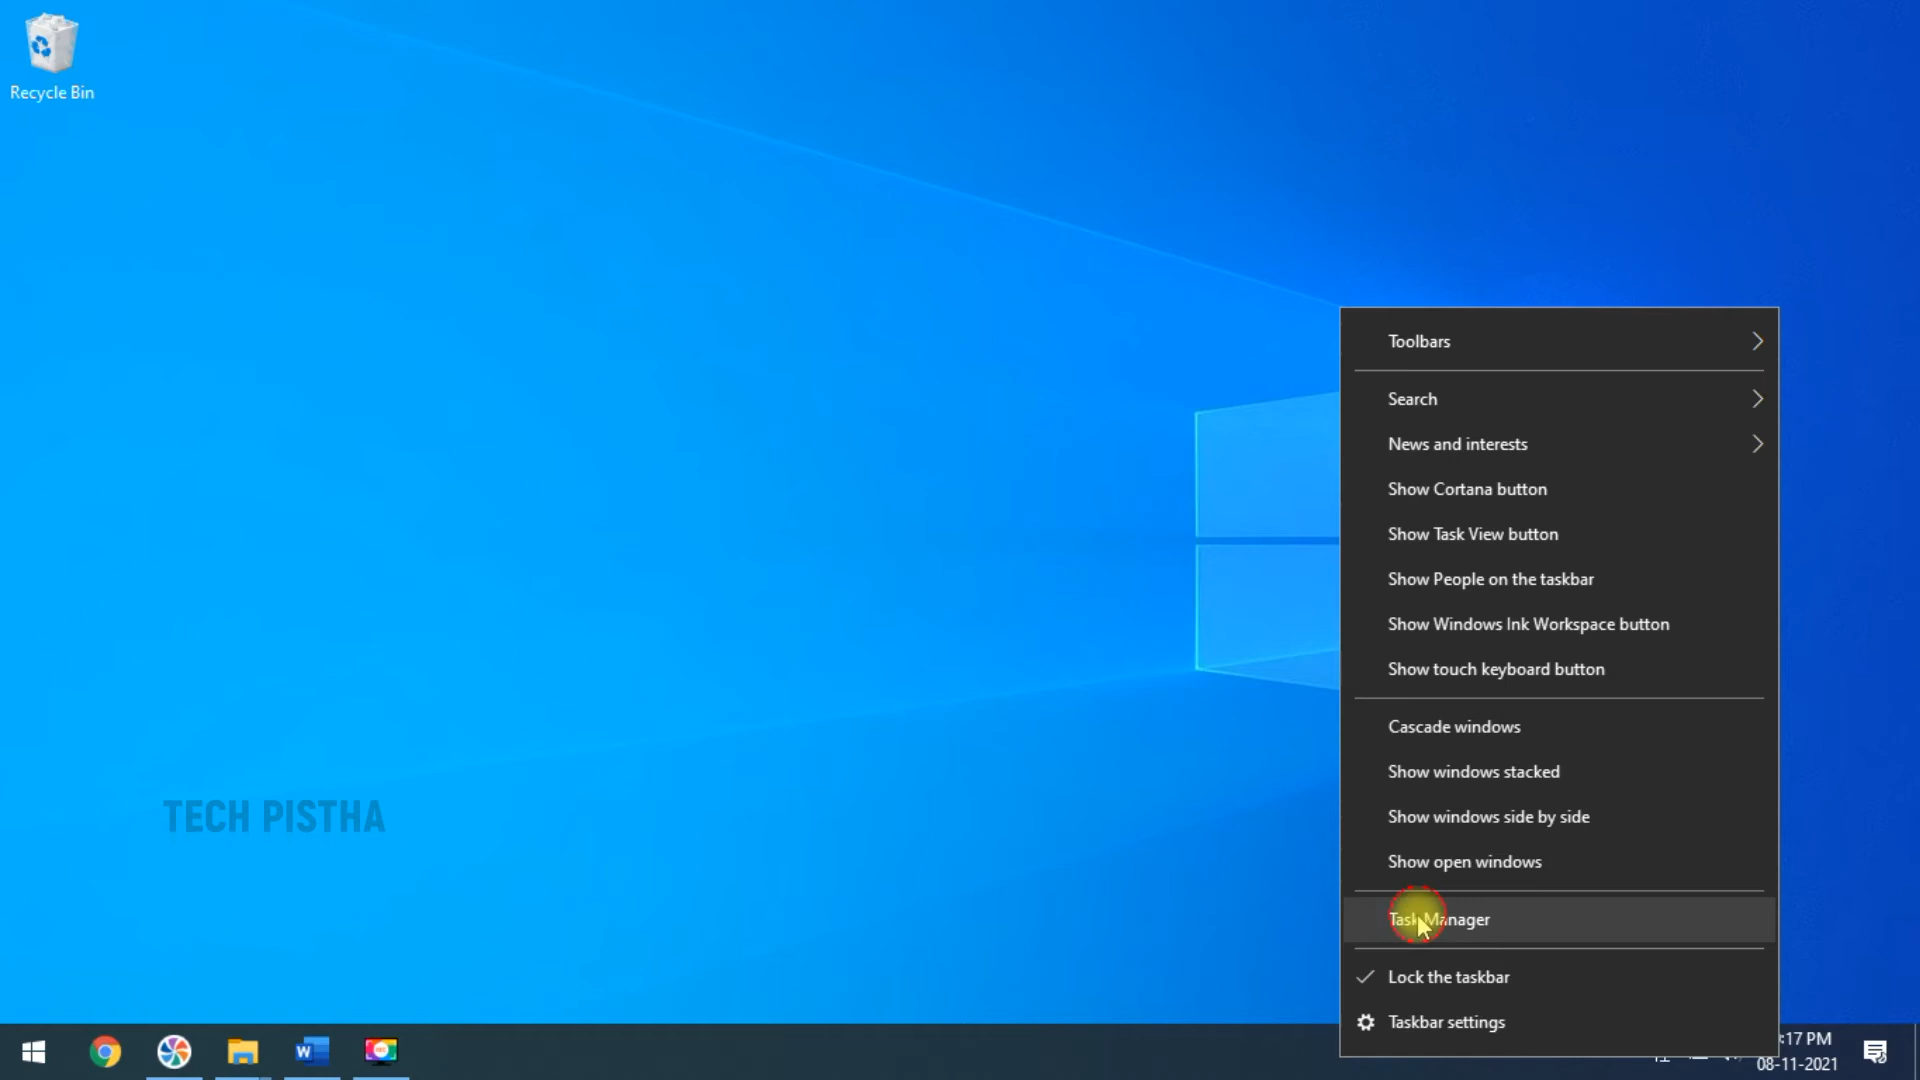 Recycle Bin
Toolbars
Search
News and interests
Show Cortana button
Show Task View button
Show People on the taskbar
Show Windows Ink Workspace button
Show touch keyboard button
Cascade windows
Show windows stacked
Show windows side by side
Show open windows
TECH PISTHA
Task Manager
Lock the taskbar
Taskbar settings
:17 PM
08-11-2021